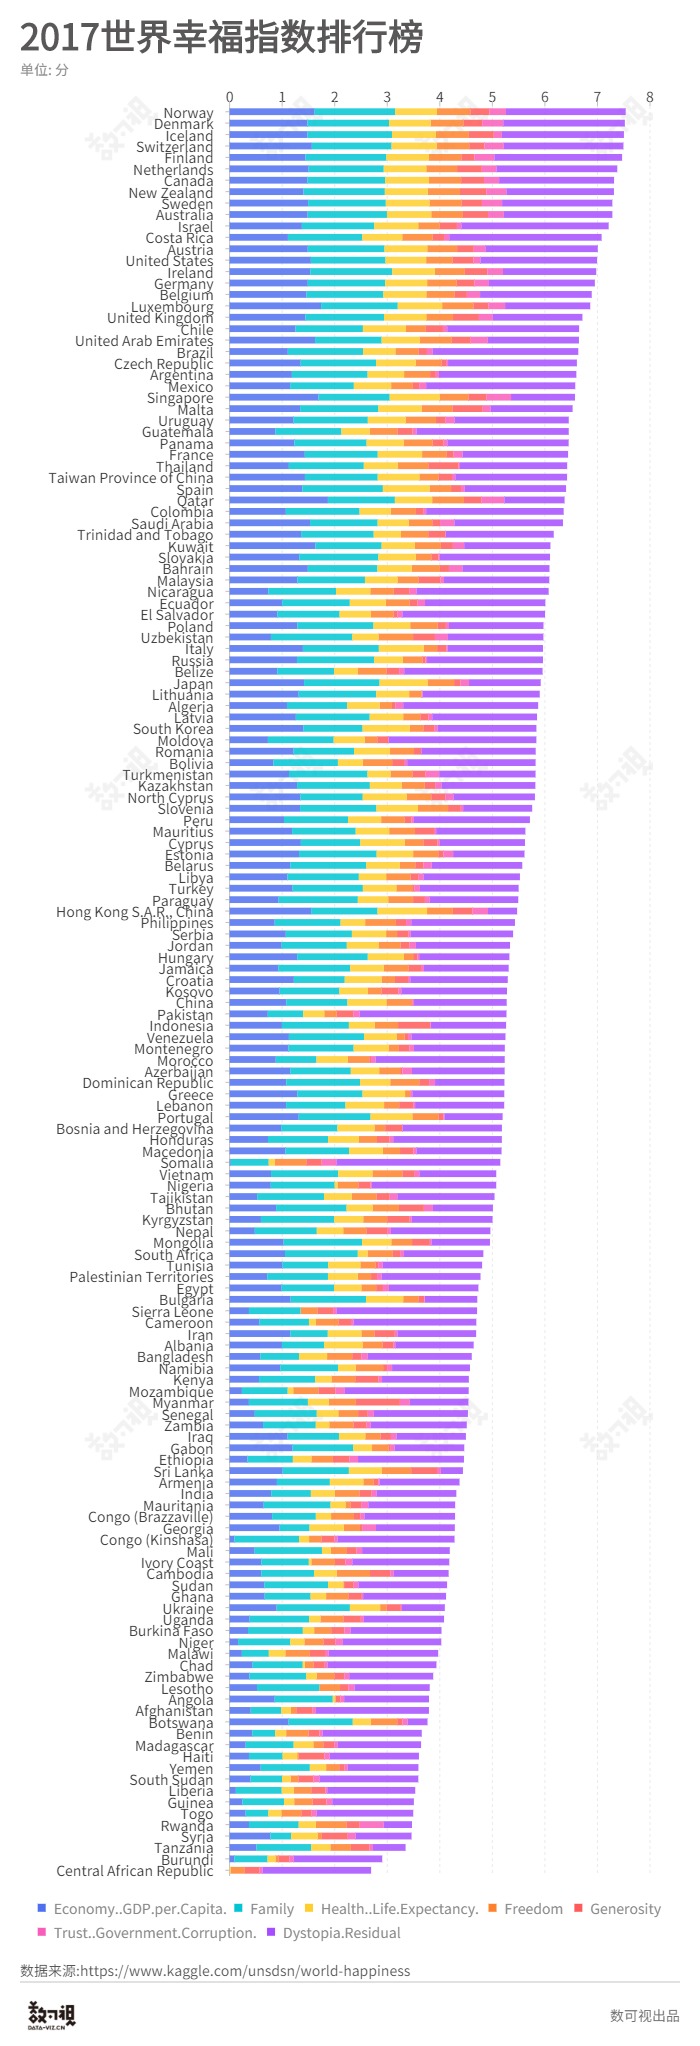 2017世界幸福指数排行榜
单位: 分
0 1 2 3 4 5 6 7 8
Norway
Denmark
Iceland
Switzerland
Finland
Netherlands
Canada
New Zealand
Sweden
Australia
Israel
Costa Rica
Austria
United States
Ireland
Germany
Belgium
Luxembourg
United Kingdom
Chile
United Arab Emirates
Brazil
Czech Republic
Argentina
Mexico
Singapore
Malta
Uruguay
Guatemala
Panama
France
Thailand
Taiwan Province of China
Spain
Qatar
Colombia
Saudi Arabia
Trinidad and Tobago
Kuwait
Slovakia
Bahrain
Malaysia
Nicaragua
Ecuador
El Salvador
Poland
Uzbekistan
Italy
Russia
Belize
Japan
Lithuania
Algeria
Latvia
South Korea
Moldova
Romania
Bolivia
Turkmenistan
Kazakhstan
North Cyprus
Slovenia
Peru
Mauritius
Cyprus
Estonia
Belarus
Libya
Turkey
Paraguay
Hong Kong S.A.R., China
Philippines
Serbia
Jordan
Hungary
Jamaica
Croatia
Kosovo
China
Pakistan
Indonesia
Venezuela
Montenegro
Morocco
Azerbaijan
Dominican Republic
Greece
Lebanon
Portugal
Bosnia and Herzegovina
Honduras
Macedonia
Somalia
Vietnam
Nigeria
Tajikistan
Bhutan
Kyrgyzstan
Nepal
Mongolia
South Africa
Tunisia
Palestinian Territories
Egypt
Bulgaria
Sierra Leone
Cameroon
Iran
Albania
Bangladesh
Namibia
Kenya
Mozambique
Myanmar
Senegal
Zambia
Iraq
Gabon
Ethiopia
Sri Lanka
Armenia
India
Mauritania
Congo (Brazzaville)
Georgia
Congo (Kinshasa)
Mali
Ivory Coast
Cambodia
Sudan
Ghana
Ukraine
Uganda
Burkina Faso
Niger
Malawi
Chad
Zimbabwe
Lesotho
Angola
Afghanistan
Botswana
Benin
Madagascar
Haiti
Yemen
South Sudan
Liberia
Guinea
Togo
Rwanda
Syria
Tanzania
Burundi
Central African Republic
Economy..GDP.per.Capita. Family Health..Life.Expectancy. Freedom Generosity
Trust..Government.Corruption. Dystopia.Residual
数据来源:https://www.kaggle.com/unsdsn/world-happiness
数可视
DATA-VIZ.CN
数可视出品